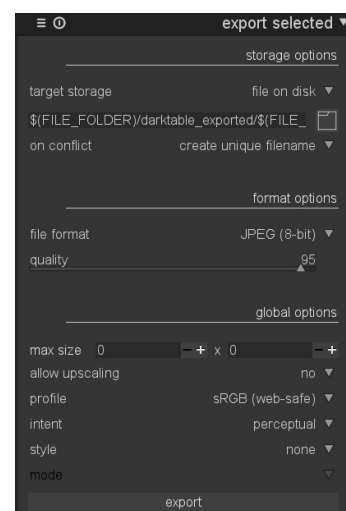 export selected
storage options
target storage file on disk
$(FILE_FOLDER)/darktable_exported/$(FILE_
on conflict create unique filename
format options
file format JPEG (8-bit)
quality 95
global options
max size 0 - + x 0 - +
allow upscaling no
profile sRGB (web-safe)
intent perceptual
style none
mode
export